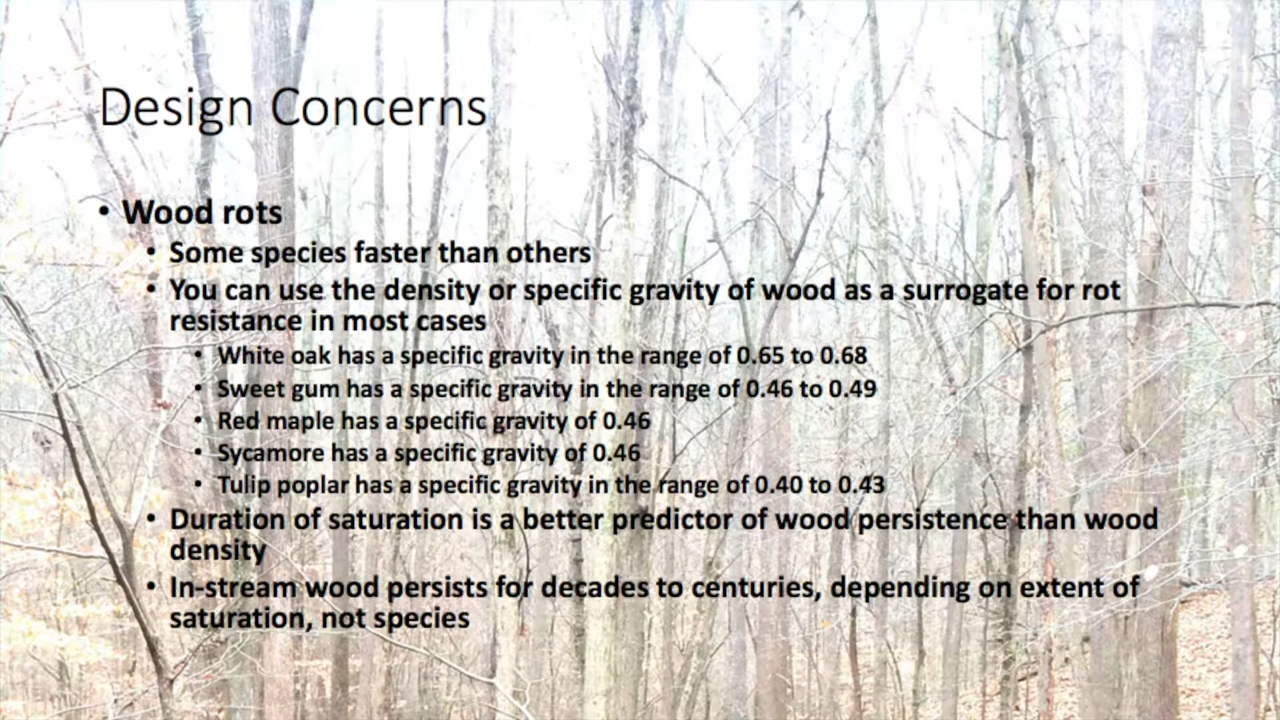 Design Concerns
• Wood rots
• Some species faster than others
• You can use the density or specific gravity of wood as a surrogate for rot
resistance in most cases
• White oak has a specific gravity in the range of 0.65 to 0.68
• Sweet gum has a specific gravity in the range of 0.46 to 0.49
• Red maple has a specific gravity of 0.46
• Sycamore has a specific gravity of 0.46
• Tulip poplar has a specific gravity in the range of 0.40 to 0.43
• Duration of saturation is a better predictor of wood persistence than wood
density
• In-stream wood persists for decades to centuries, depending on extent of
saturation, not species